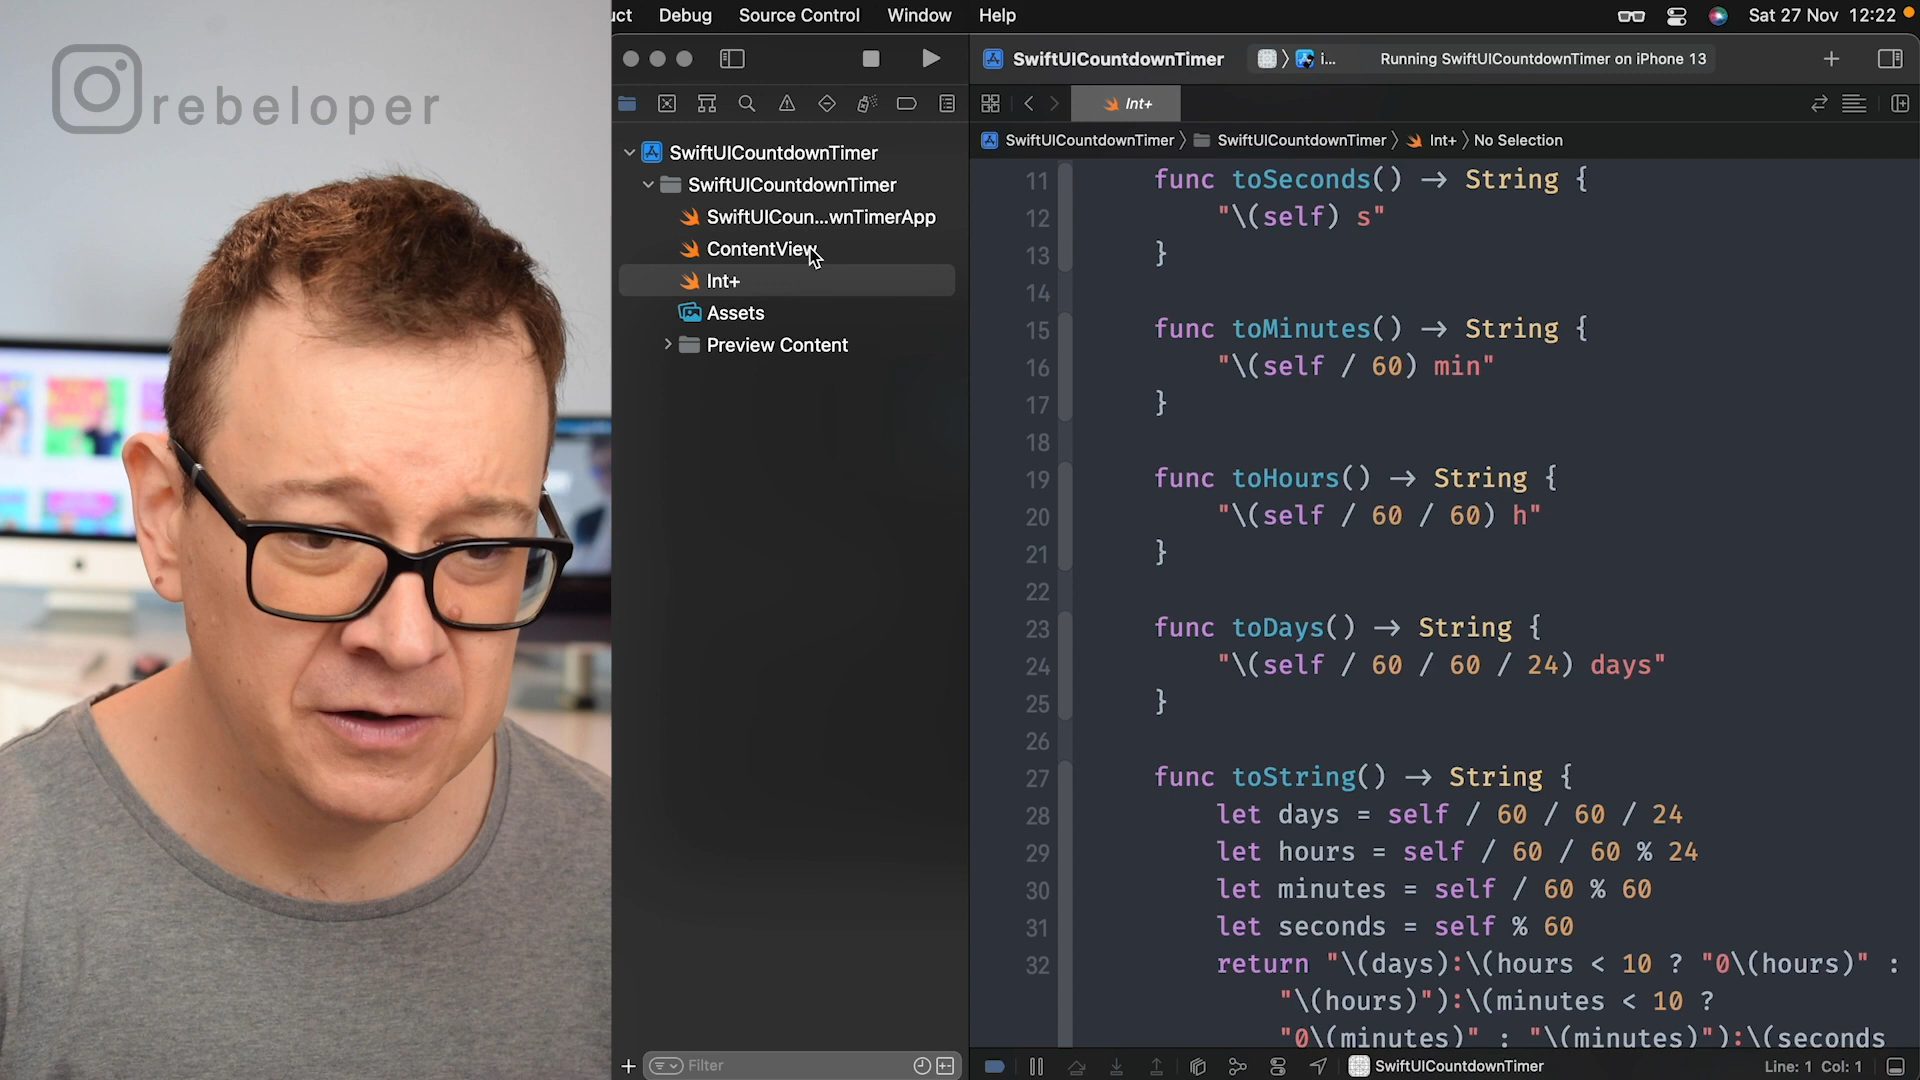 rebeloper
uct Debug Source Control Window Help Sat 27 Nov 12:22
SwiftUICountdownTimer i... Running SwiftUICountdownTimer on iPhone 13
Int+
SwiftUICountdownTimer SwiftUICountdownTimer Int+ No Selection
SwiftUICountdownTimer
SwiftUICountdownTimer
SwiftUICoun...wnTimerApp
ContentView
Int+
Assets
Preview Content
11 func toSeconds() → String {
12 "\(self) s"
13 }
14
15 func toMinutes() → String {
16 "\(self / 60) min"
17 }
18
19 func toHours() → String {
20 "\(self / 60 / 60) h"
21 }
22
23 func toDays() → String {
24 "\(self / 60 / 60 / 24) days"
25 }
26
27 func toString() → String {
28 let days = self / 60 / 60 / 24
29 let hours = self / 60 / 60 % 24
30 let minutes = self / 60 % 60
31 let seconds = self % 60
32 return "\(days):\(hours < 10 ? "0\(hours)" :
"\(hours)"):\(minutes < 10 ?
"0\(minutes)" : "\(minutes)"):\(seconds
Filter
SwiftUICountdownTimer
Line: 1 Col: 1